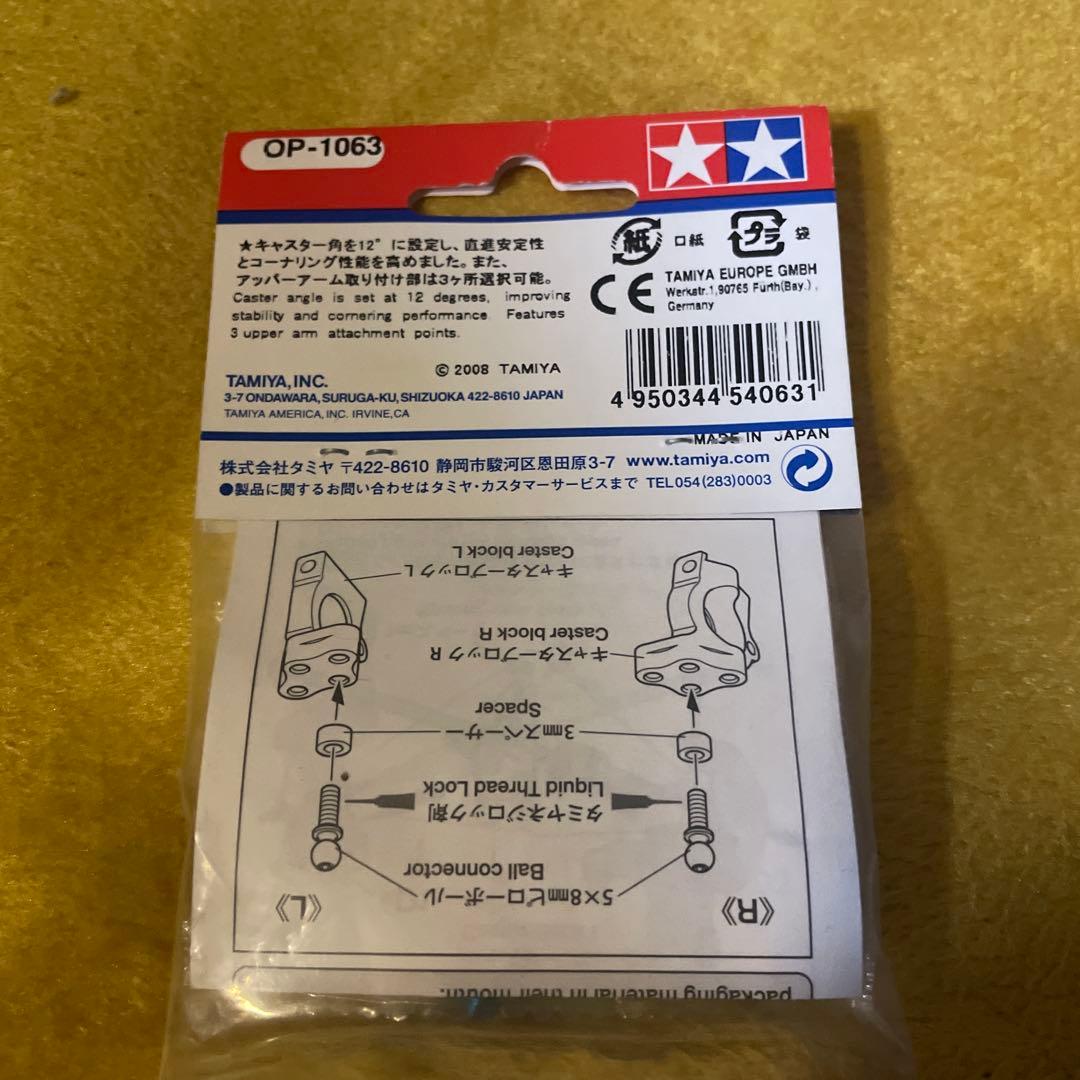 OP-1063
★キャスター角を12°に設定し、直進安定性
とコーナリング性能を高めました。また、
アッパーアーム取り付け部は3ヶ所選択可能。
Caster angle is set at 12 degrees, improving
stability and cornering performance. Features
3 upper arm attachment points.
© 2008 TAMIYA
TAMIYA, INC.
3-7 ONDAWARA, SURUGA-KU, SHIZUOKA 422-8610 JAPAN
TAMIYA AMERICA, INC. IRVINE, CA
紙 口紙 プラ 袋
CE TAMIYA EUROPE GMBH
Werkstr.1,90765 Fürth(Bay.),
Germany
4 950344 540631
MADE IN JAPAN
株式会社タミヤ 〒422-8610 静岡市駿河区恩田原3-7 www.tamiya.com
●製品に関するお問い合わせはタミヤ・カスタマーサービスまで TEL054(283)0003
packaging material in their mouth.
《R》
《L》
5×8mmピローボール
Ball connector
タミヤネジロック剤
Liquid Thread Lock
3mmスペーサー
Spacer
キャスターブロックR
Caster block R
キャスターブロックL
Caster block L